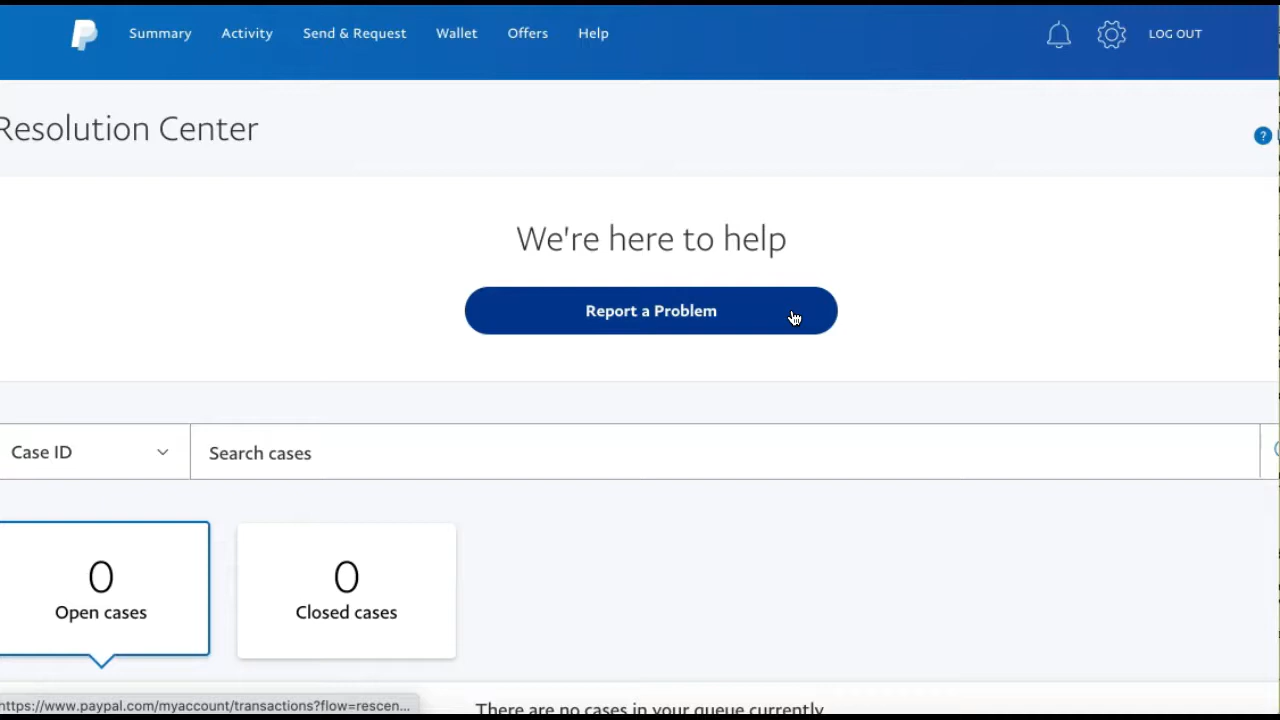 Summary Activity Send & Request Wallet Offers Help LOG OUT
Resolution Center
?
We're here to help
Report a Problem
Case ID Search cases
0 0
Open cases Closed cases
https://www.paypal.com/myaccount/transactions?flow=rescen...
There are no cases in your queue currently